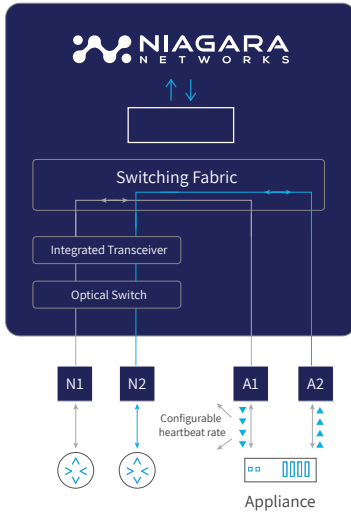 NIAGARA
NETWORKS
Switching Fabric
Integrated Transceiver
Optical Switch
N1
N2
A1
A2
Configurable
heartbeat rate
Appliance